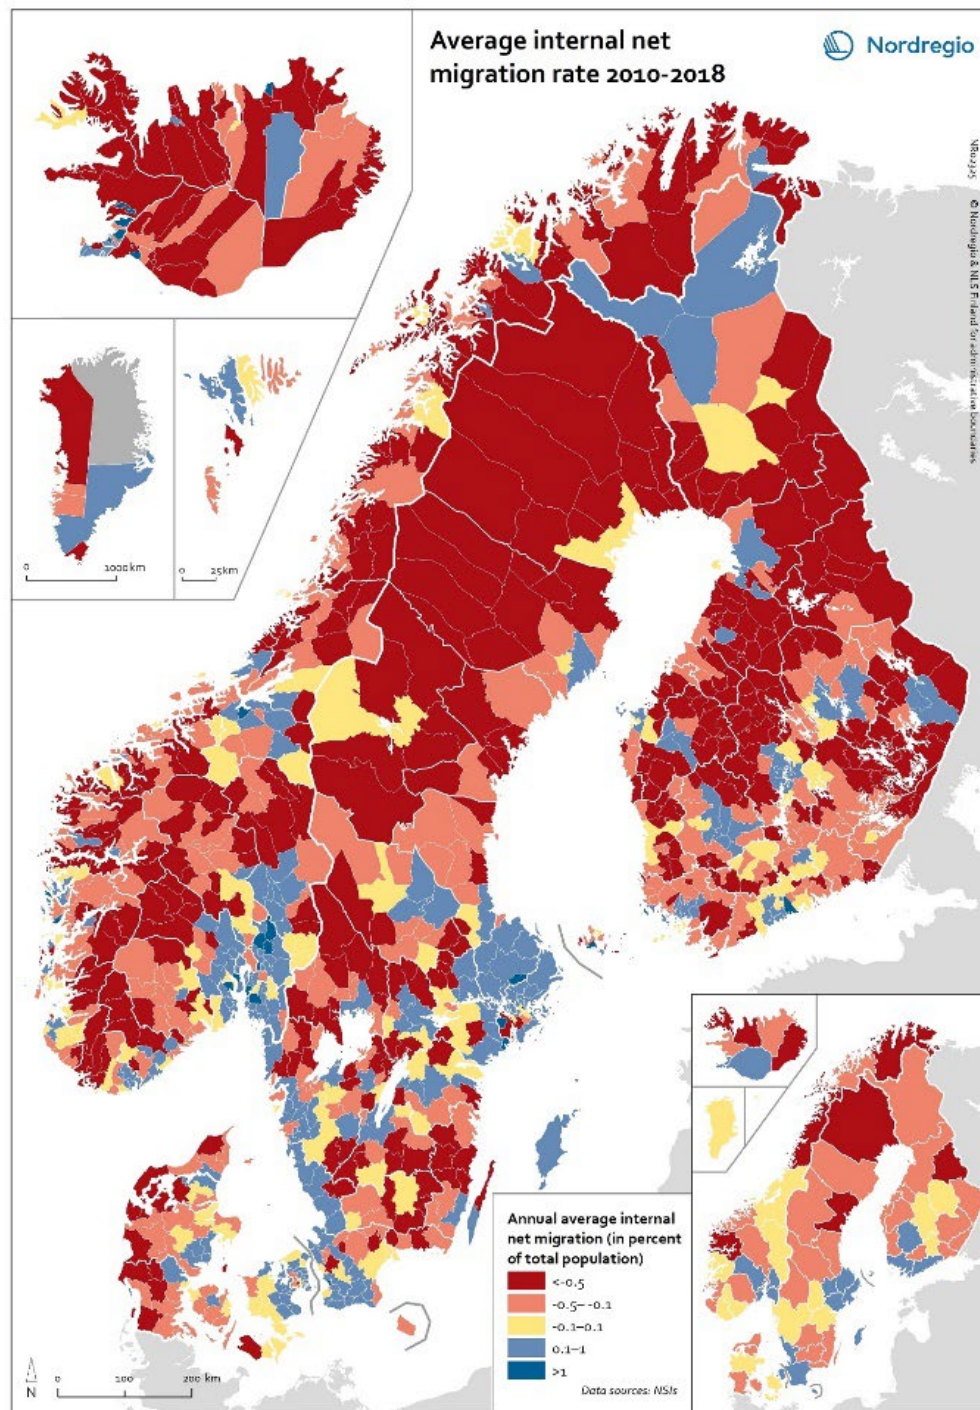 Average internal net
migration rate 2010-2018
Nordregio
NR02325 © Nordregio & NLS Finland for administrative boundaries
0 1000 km
0 25km
Annual average internal
net migration (in percent
of total population)
<-0.5
-0.5– -0.1
-0.1–0.1
0.1–1
>1
Data sources: NSIs
N
0 100 200 km